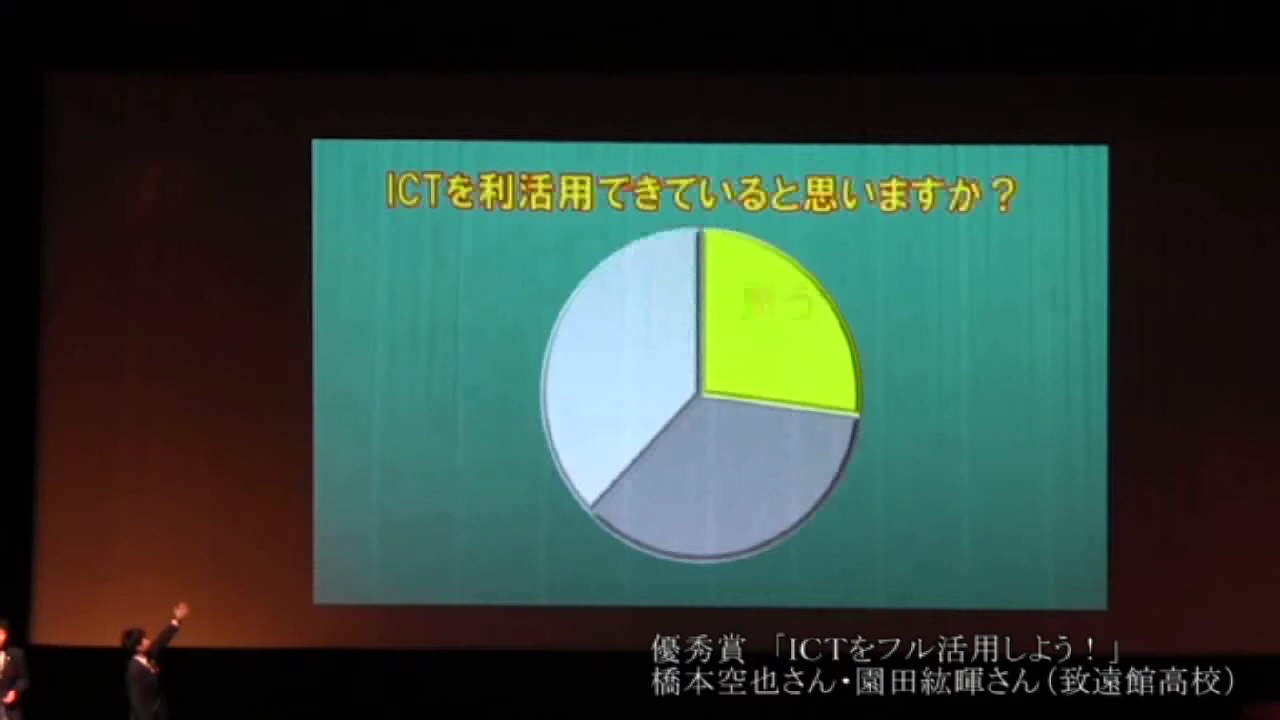 ICTを利活用できていると思いますか？
思う
優秀賞 「ICTをフル活用しよう！」
橋本空也さん・園田紘暉さん（致遠館高校）